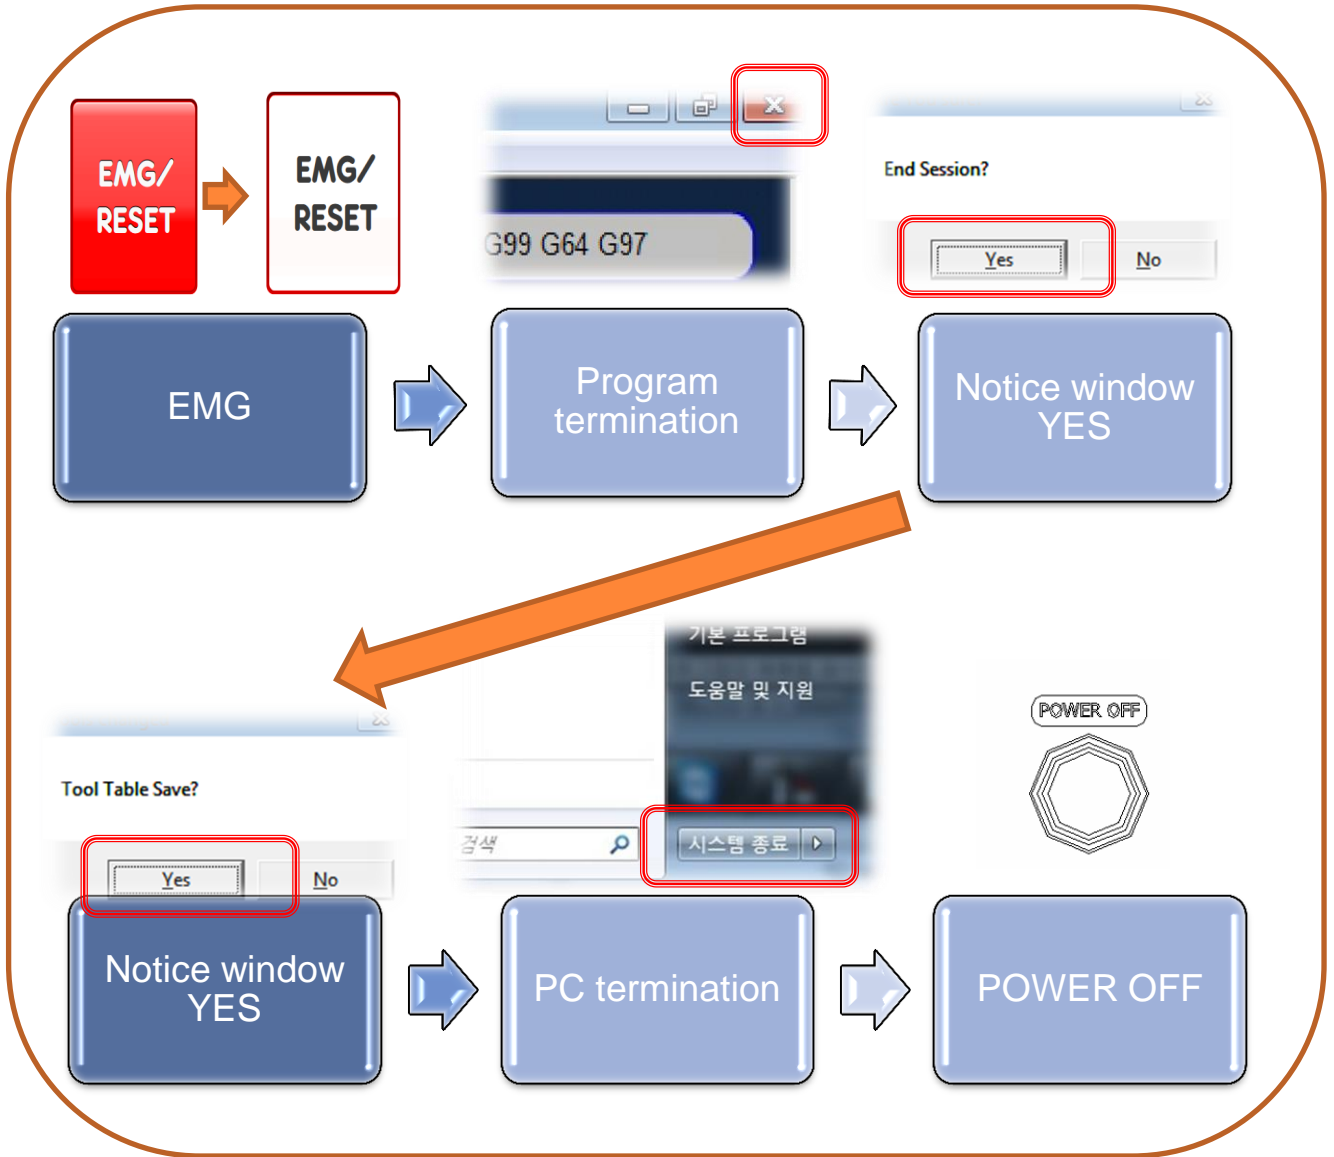 EMG/
RESET
EMG/
RESET
G99 G64 G97
End Session?
Yes
No
EMG
Program
termination
Notice window
YES
Tool Table Save?
Yes
No
기본 프로그램
도움말 및 지원
검색
시스템 종료
POWER OFF
Notice window
YES
PC termination
POWER OFF